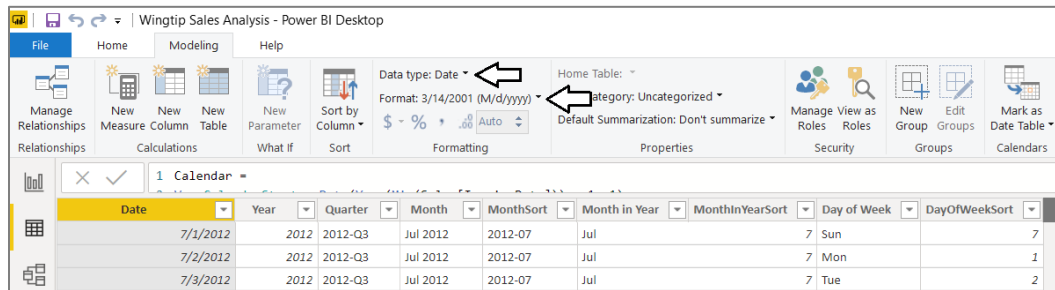 Wingtip Sales Analysis - Power BI Desktop
File Home Modeling Help
Manage Relationships
New Measure
New Column
New Table
New Parameter
Sort by Column
Data type: Date
Format: 3/14/2001 (M/d/yyyy)
$ % , .00 Auto
Home Table:
ategory: Uncategorized
Default Summarization: Don't summarize
Manage Roles
View as Roles
New Group
Edit Groups
Mark as Date Table
Relationships Calculations What If Sort Formatting Properties Security Groups Calendars
1 Calendar =
Date Year Quarter Month MonthSort Month in Year MonthInYearSort Day of Week DayOfWeekSort
7/1/2012 2012 2012-Q3 Jul 2012 2012-07 Jul 7 Sun 7
7/2/2012 2012 2012-Q3 Jul 2012 2012-07 Jul 7 Mon 1
7/3/2012 2012 2012-Q3 Jul 2012 2012-07 Jul 7 Tue 2